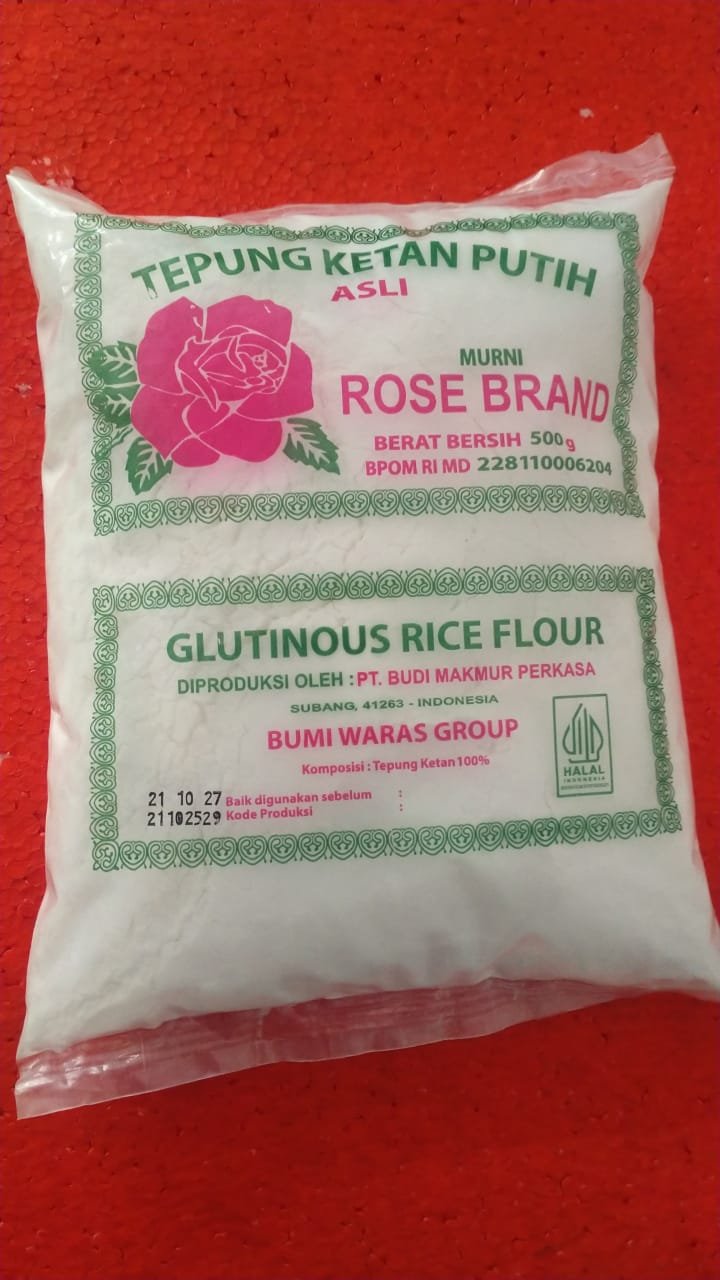 TEPUNG KETAN PUTIH
ASLI
MURNI
ROSE BRAND
BERAT BERSIH 500g
BPOM RI MD 228110006204
GLUTINOUS RICE FLOUR
DIPRODUKSI OLEH : PT. BUDI MAKMUR PERKASA
SUBANG, 41263 - INDONESIA
BUMI WARAS GROUP
Komposisi : Tepung Ketan 100%
HALAL
INDONESIA
21 10 27 Baik digunakan sebelum :
21102529 Kode Produksi :